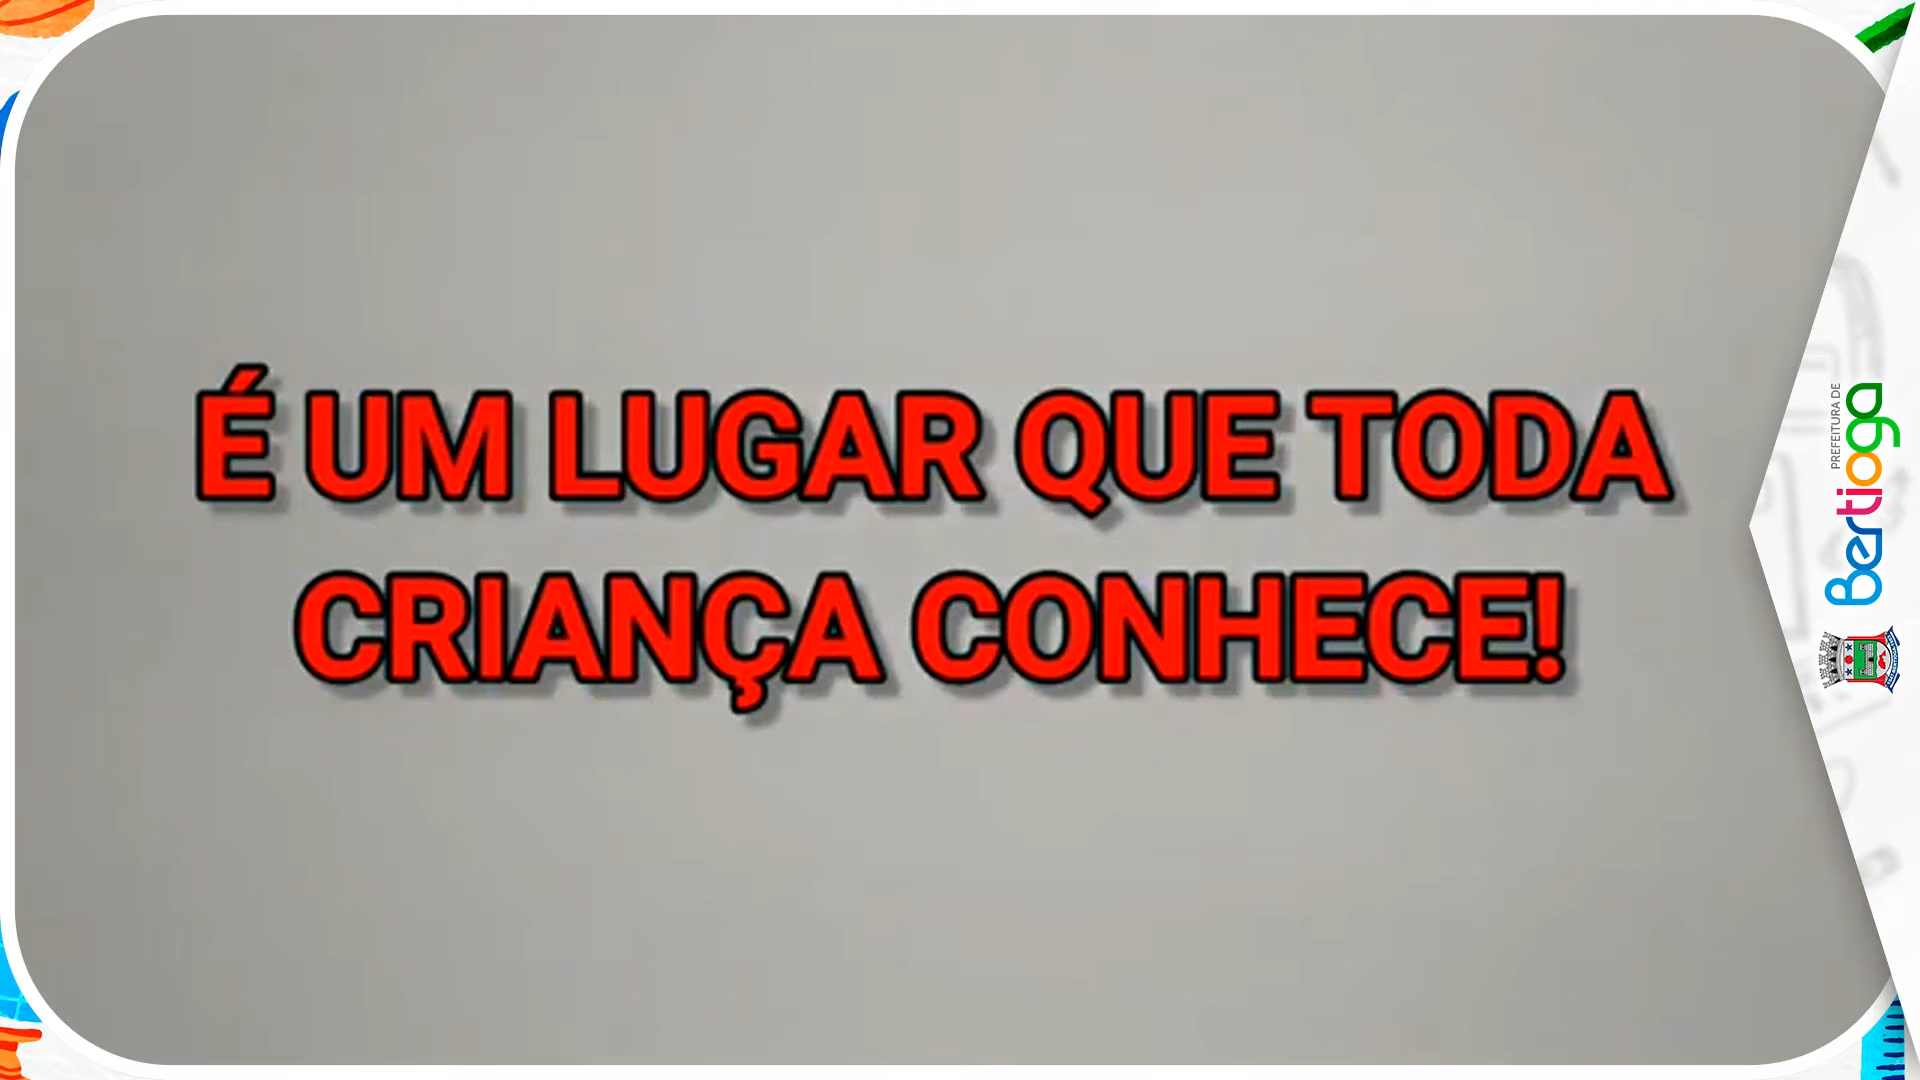 É UM LUGAR QUE TODA
CRIANÇA CONHECE!
PREFEITURA DE
Bertioga